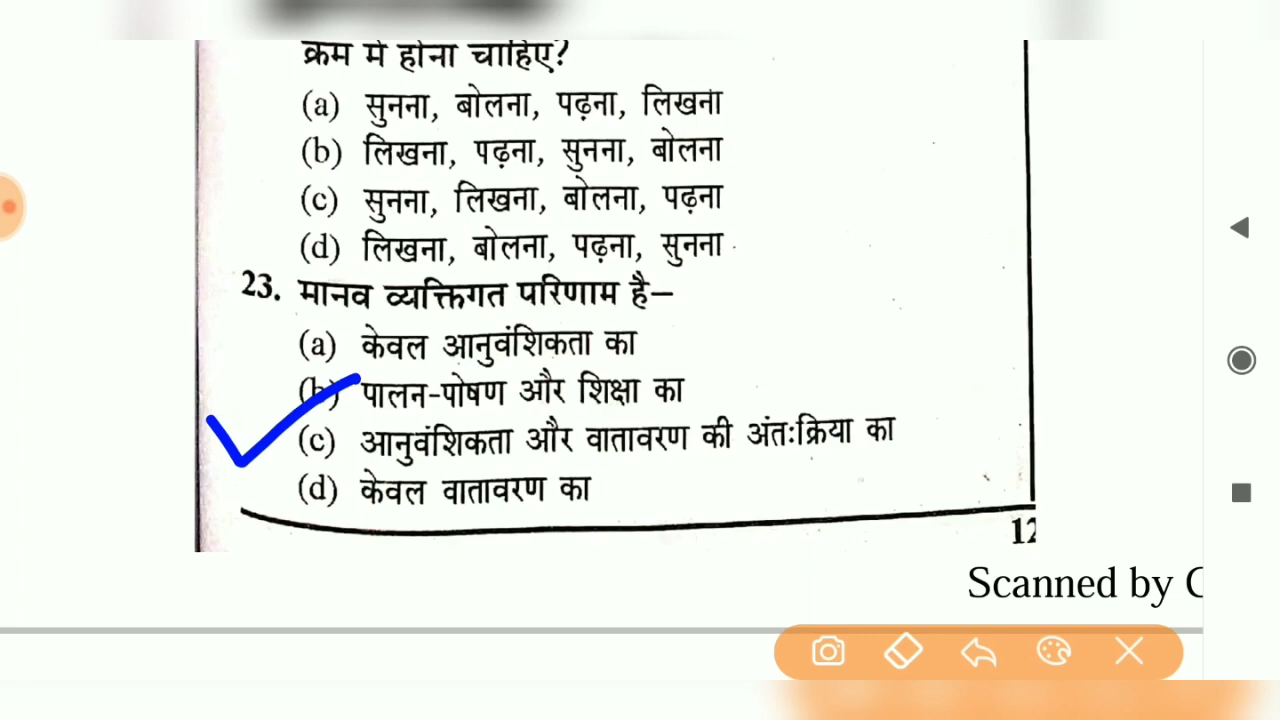 क्रम में होना चाहिए?
(a) सुनना, बोलना, पढ़ना, लिखना
(b) लिखना, पढ़ना, सुनना, बोलना
(c) सुनना, लिखना, बोलना, पढ़ना
(d) लिखना, बोलना, पढ़ना, सुनना
23. मानव व्यक्तिगत परिणाम है–
(a) केवल आनुवंशिकता का
(b) पालन-पोषण और शिक्षा का
(c) आनुवंशिकता और वातावरण की अंतःक्रिया का
(d) केवल वातावरण का
12
Scanned by C